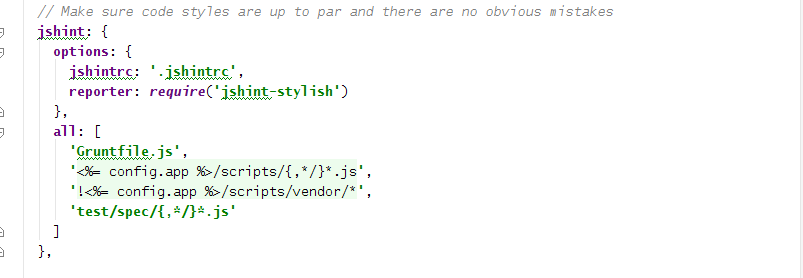 // Make sure code styles are up to par and there are no obvious mistakes
jshint: {
options: {
jshintrc: '.jshintrc',
reporter: require('jshint-stylish')
},
all: [
'Gruntfile.js',
'<%= config.app %>/scripts/{,*/}*.js',
'!<%= config.app %>/scripts/vendor/*',
'test/spec/{,*/}*.js'
]
},